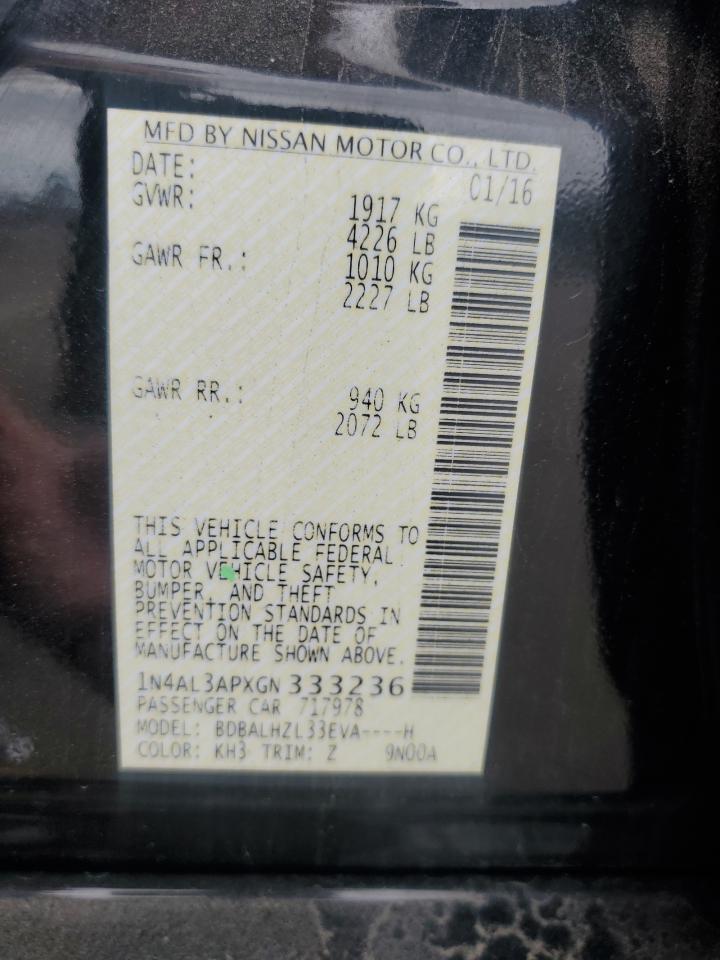 MFD BY NISSAN MOTOR CO., LTD.
DATE: 01/16
GVWR: 1917 KG
4226 LB
GAWR FR.: 1010 KG
2227 LB
GAWR RR.: 940 KG
2072 LB
THIS VEHICLE CONFORMS TO
ALL APPLICABLE FEDERAL
MOTOR VEHICLE SAFETY,
BUMPER, AND THEFT
PREVENTION STANDARDS IN
EFFECT ON THE DATE OF
MANUFACTURE SHOWN ABOVE.
1N4AL3APXGN 333236
PASSENGER CAR 717978
MODEL: BDBALHZL33EVA----H
COLOR: KH3 TRIM: Z 9N00A